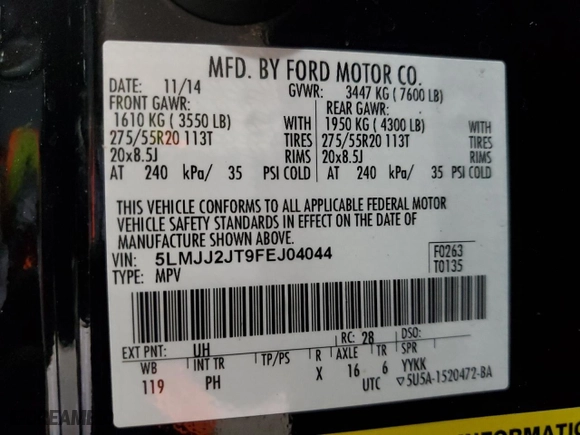 MFD. BY FORD MOTOR CO.
DATE: 11/14 GVWR: 3447 KG ( 7600 LB)
FRONT GAWR: REAR GAWR:
1610 KG ( 3550 LB) WITH 1950 KG ( 4300 LB) WITH
275/55R20 113T TIRES 275/55R20 113T TIRES
20x8.5J RIMS 20x8.5J RIMS
AT 240 kPa/ 35 PSI COLD AT 240 kPa/ 35 PSI COLD
THIS VEHICLE CONFORMS TO ALL APPLICABLE FEDERAL MOTOR
VEHICLE SAFETY STANDARDS IN EFFECT ON THE DATE OF
MANUFACTURE SHOWN ABOVE.
VIN: 5LMJJ2JT9FEJ04044 F0263
TYPE: MPV T0135
EXT PNT: UH RC: 28 DSO:
WB INT TR TP/PS R AXLE TR SPR
119 PH X 16 6 YYKK
UTC ▽5U5A-1520472-BA
INFORMATION